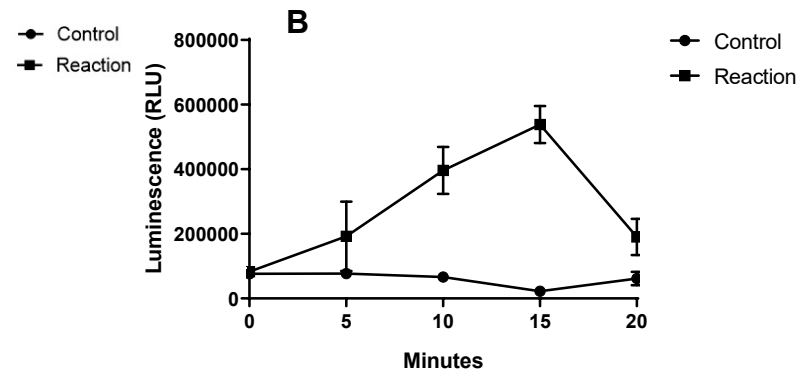 B
Control
Reaction
Luminescence (RLU)
800000
600000
400000
200000
0
0 5 10 15 20
Minutes
Control
Reaction